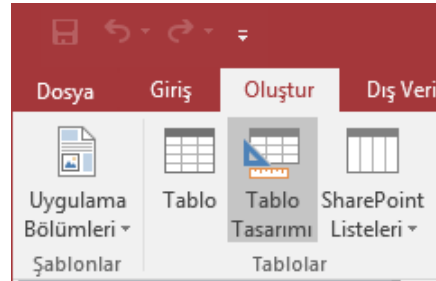 Dosya Giriş Oluştur Dış Veri
Uygulama Bölümleri
Tablo
Tablo Tasarımı
SharePoint Listeleri
Şablonlar Tablolar